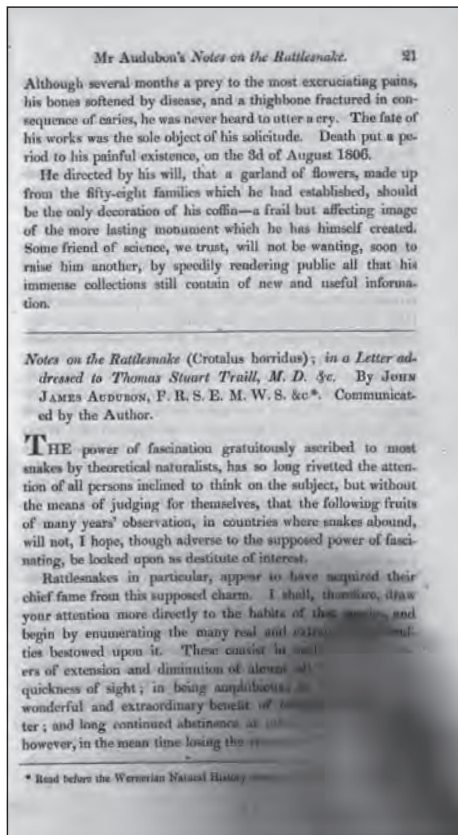 Mr Audubon's Notes on the Rattlesnake. 21
Although several months a prey to the most excruciating pains,
his bones softened by disease, and a thighbone fractured in con-
sequence of caries, he was never heard to utter a cry. The fate of
his works was the sole object of his solicitude. Death put a pe-
riod to his painful existence, on the 3d of August 1806.
He directed by his will, that a garland of flowers, made up
from the fifty-eight families which he had established, should
be the only decoration of his coffin—a frail but affecting image
of the more lasting monument which he has himself created.
Some friend of science, we trust, will not be wanting, soon to
raise him another, by speedily rendering public all that his
immense collections still contain of new and useful informa-
tion.
Notes on the Rattlesnake (Crotalus horridus); in a Letter ad-
dressed to Thomas Stuart Traill, M. D. &c. By JOHN
JAMES AUDUBON, F. R. S. E. M. W. S. &c*. Communicat-
ed by the Author.
THE power of fascination gratuitously ascribed to most
snakes by theoretical naturalists, has so long rivetted the atten-
tion of all persons inclined to think on the subject, but without
the means of judging for themselves, that the following fruits
of many years' observation, in countries where snakes abound,
will not, I hope, though adverse to the supposed power of fasci-
nating, be looked upon as destitute of interest.
Rattlesnakes in particular, appear to have acquired their
chief fame from this supposed charm. I shall, therefore, draw
your attention more directly to the habits of that and
begin by enumerating the many real and
ties bestowed upon it. These consist in
ers of extension and diminution of almost all
quickness of sight; in being amphibious;
wonderful and extraordinary benefit of
ter; and long continued abstinence at
however, in the mean time losing the
* Read before the Wernerian Natural History